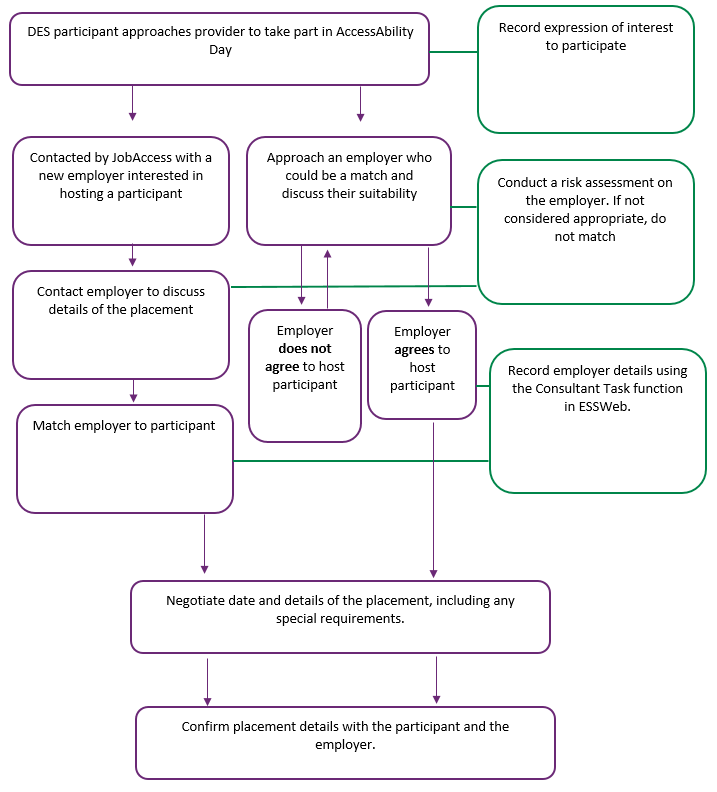 DES participant approaches provider to take part in AccessAbility
Day
Record expression of interest
to participate
Contacted by JobAccess with a
new employer interested in
hosting a participant
Approach an employer who
could be a match and
discuss their suitability
Conduct a risk assessment on
the employer. If not
considered appropriate, do
not match
Contact employer to discuss
details of the placement
Employer
does not
agree to host
participant
Employer
agrees to
host
participant
Record employer details using
the Consultant Task function
in ESSWeb.
Match employer to participant
Negotiate date and details of the placement, including any
special requirements.
Confirm placement details with the participant and the
employer.